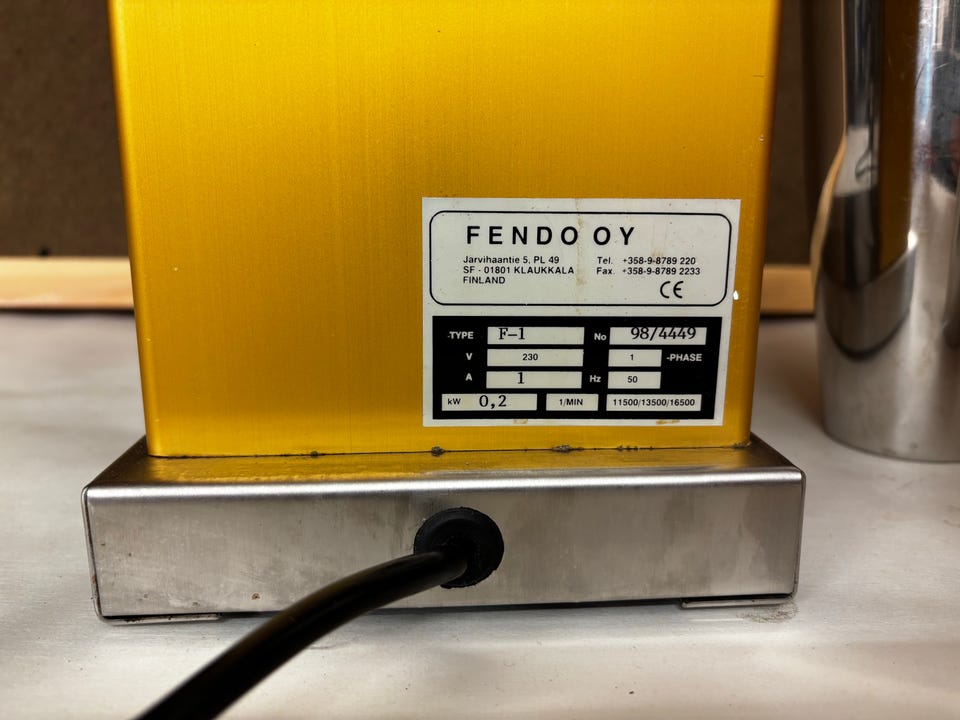 FENDO OY
Järvihaantie 5, PL 49 Tel. +358-9-8789 220
SF - 01801 KLAUKKALA Fax. +358-9-8789 2233
FINLAND
CE
TYPE F-1 No 98/4449
V 230 1 -PHASE
A 1 Hz 50
kW 0,2 1/MIN 11500/13500/16500